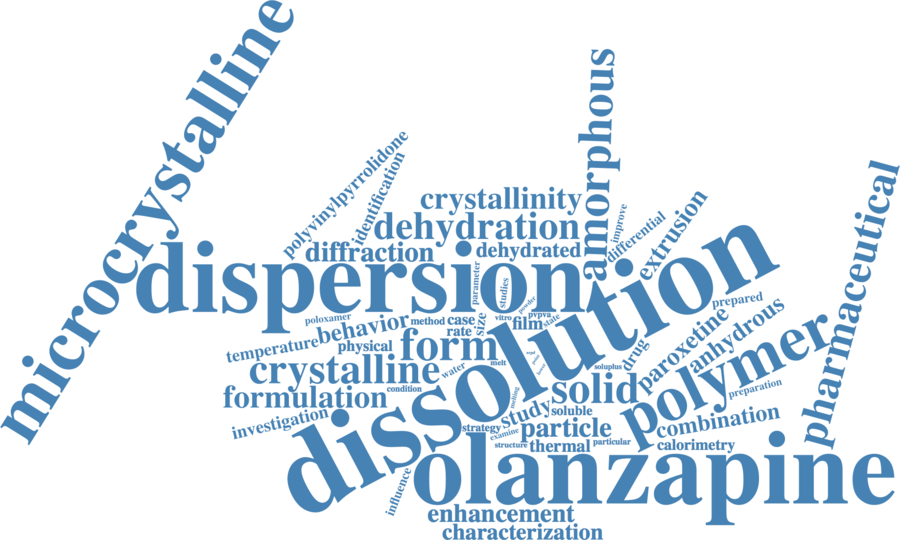 microcrystalline
amorphous
polyvinylpyrrolidone
identification
pharmaceutical
crystallinity
improve
differential
extrusion
dehydration
diffraction
dehydrated
dispersion
parameter
studies
powder
dissolution
prepared
poloxamer
behavior
method
case
size
vitro
film
pvpva
state
rate
temperature
physical
form
melt
paroxetine
anhydrous
polymer
crystalline
water
soluplus
drug
formulation
condition
melting
solid
preparation
investigation
study
soluble
strategy
examine
particle
combination
structure
thermal
particular
calorimetry
olanzapine
influence
enhancement
characterization